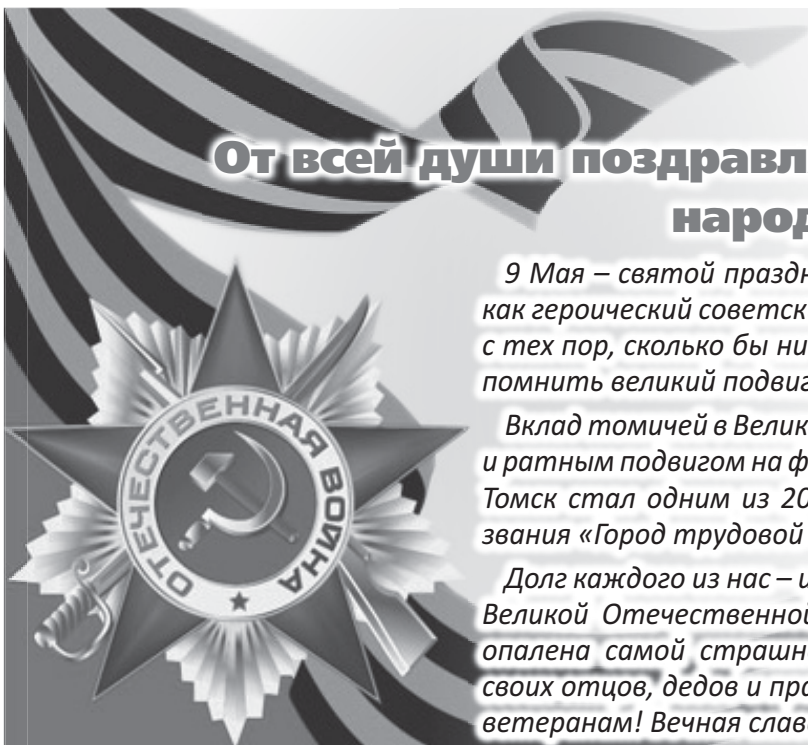 От всей души поздравл
народ
9 Мая – святой праздн
как героический советск
с тех пор, сколько бы ни
помнить великий подвиг
Вклад томичей в Велик
и ратным подвигом на ф
Томск стал одним из 20
звания «Город трудовой
Долг каждого из нас – и
Великой Отечественной
опалена самой страшн
своих отцов, дедов и пра
ветеранам! Вечная слав
ОТЕЧЕСТВЕННАЯ ВОЙНА